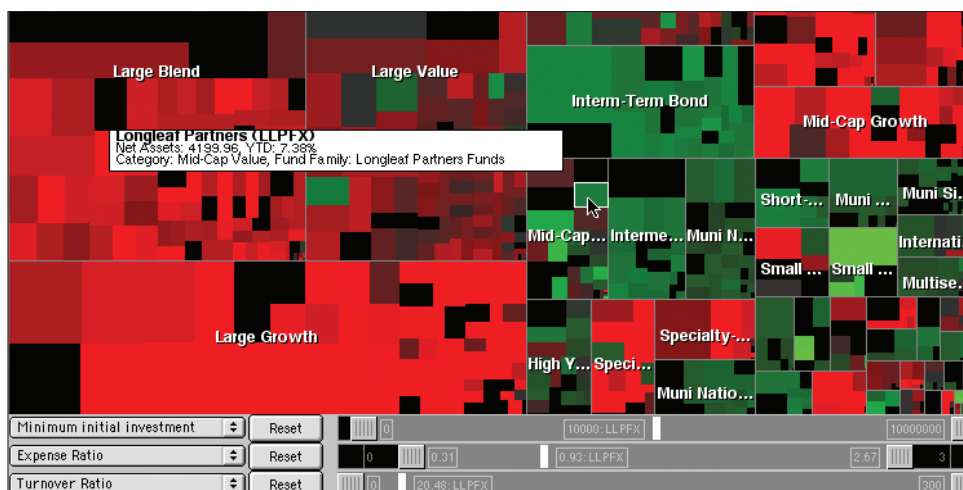 Large Blend
Large Value
Interm-Term Bond
Mid-Cap Growth
Longleaf Partners (LLPFX)
Net Assets: 4199.96, YTD: 7.38%
Category: Mid-Cap Value, Fund Family: Longleaf Partners Funds
Mid-Cap...
Interme...
Muni N...
Short-...
Muni ...
Muni Si...
Internati...
Small ...
Small ...
Multise...
Large Growth
High Y...
Speci...
Specialty-...
Muni Natio...
Minimum initial investment
Reset
0
10000:LLPFX
10000000
Expense Ratio
Reset
0
0.31
0.93:LLPFX
2.67
3
Turnover Ratio
Reset
0
20.48:LLPFX
300